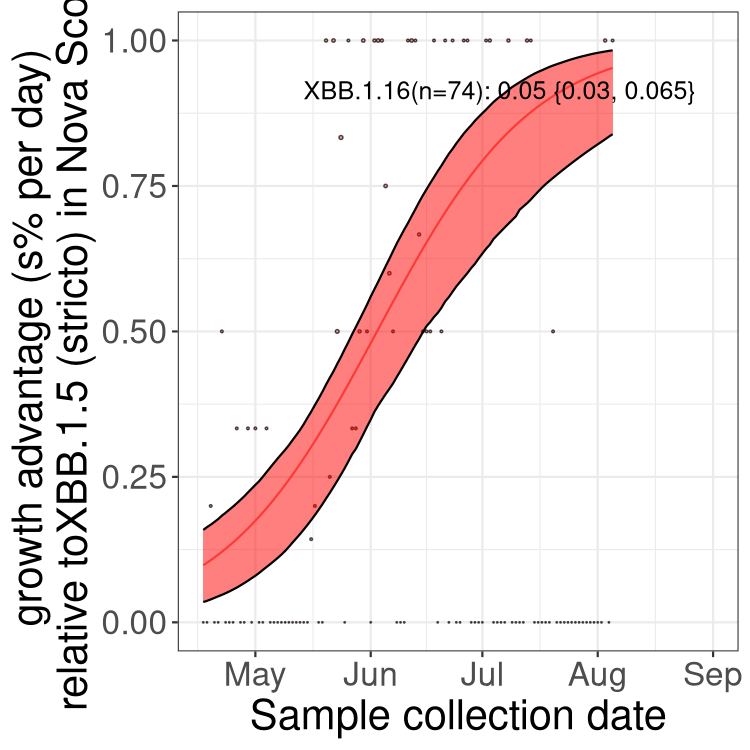 growth advantage (s% per day)
relative toXBB.1.5 (stricto) in Nova Sco
1.00
0.75
0.50
0.25
0.00
XBB.1.16(n=74): 0.05 {0.03, 0.065}
May Jun Jul Aug Sep
Sample collection date